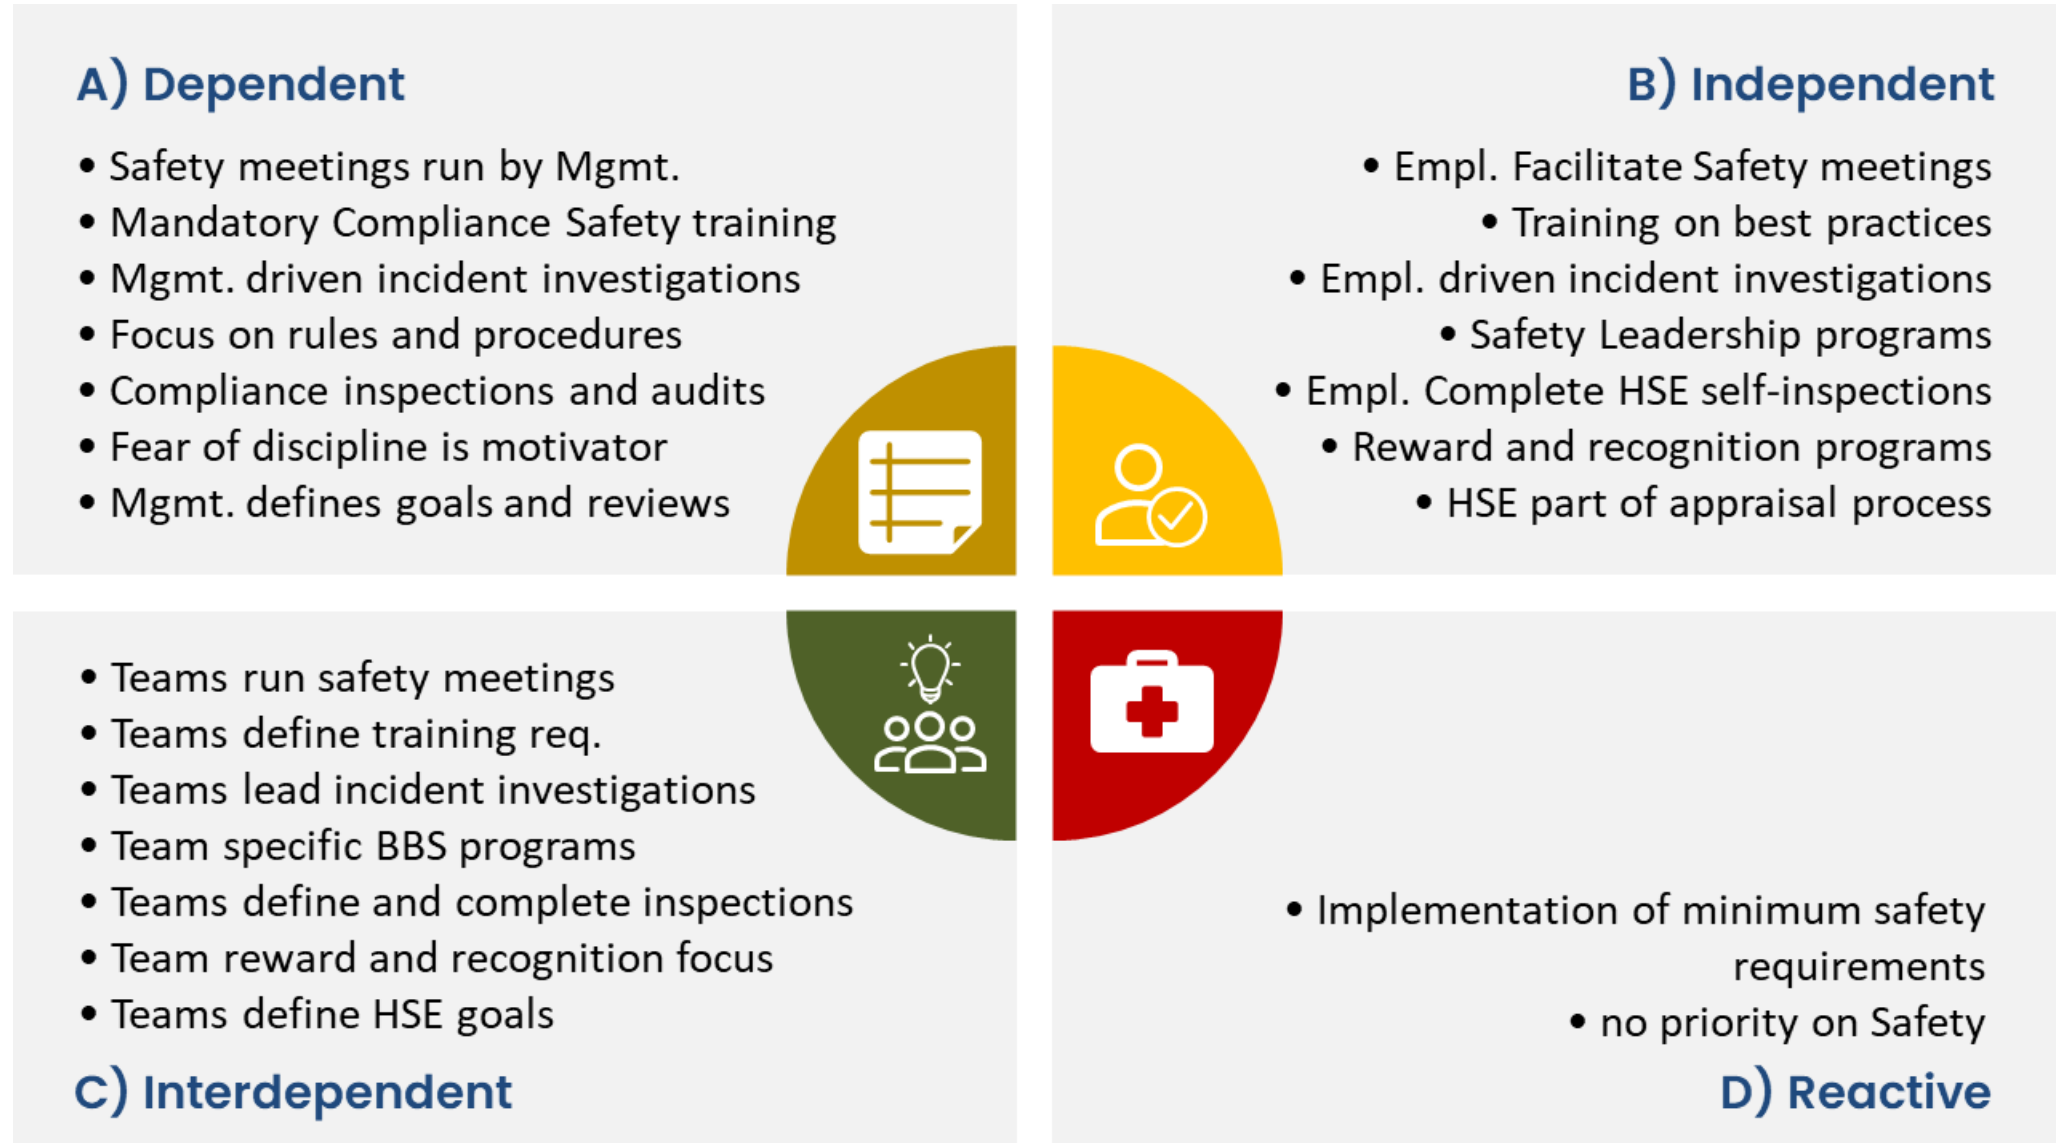 A) Dependent
• Safety meetings run by Mgmt.
• Mandatory Compliance Safety training
• Mgmt. driven incident investigations
• Focus on rules and procedures
• Compliance inspections and audits
• Fear of discipline is motivator
• Mgmt. defines goals and reviews
B) Independent
• Empl. Facilitate Safety meetings
• Training on best practices
• Empl. driven incident investigations
• Safety Leadership programs
• Empl. Complete HSE self-inspections
• Reward and recognition programs
• HSE part of appraisal process
• Teams run safety meetings
• Teams define training req.
• Teams lead incident investigations
• Team specific BBS programs
• Teams define and complete inspections
• Team reward and recognition focus
• Teams define HSE goals
C) Interdependent
• Implementation of minimum safety
requirements
• no priority on Safety
D) Reactive